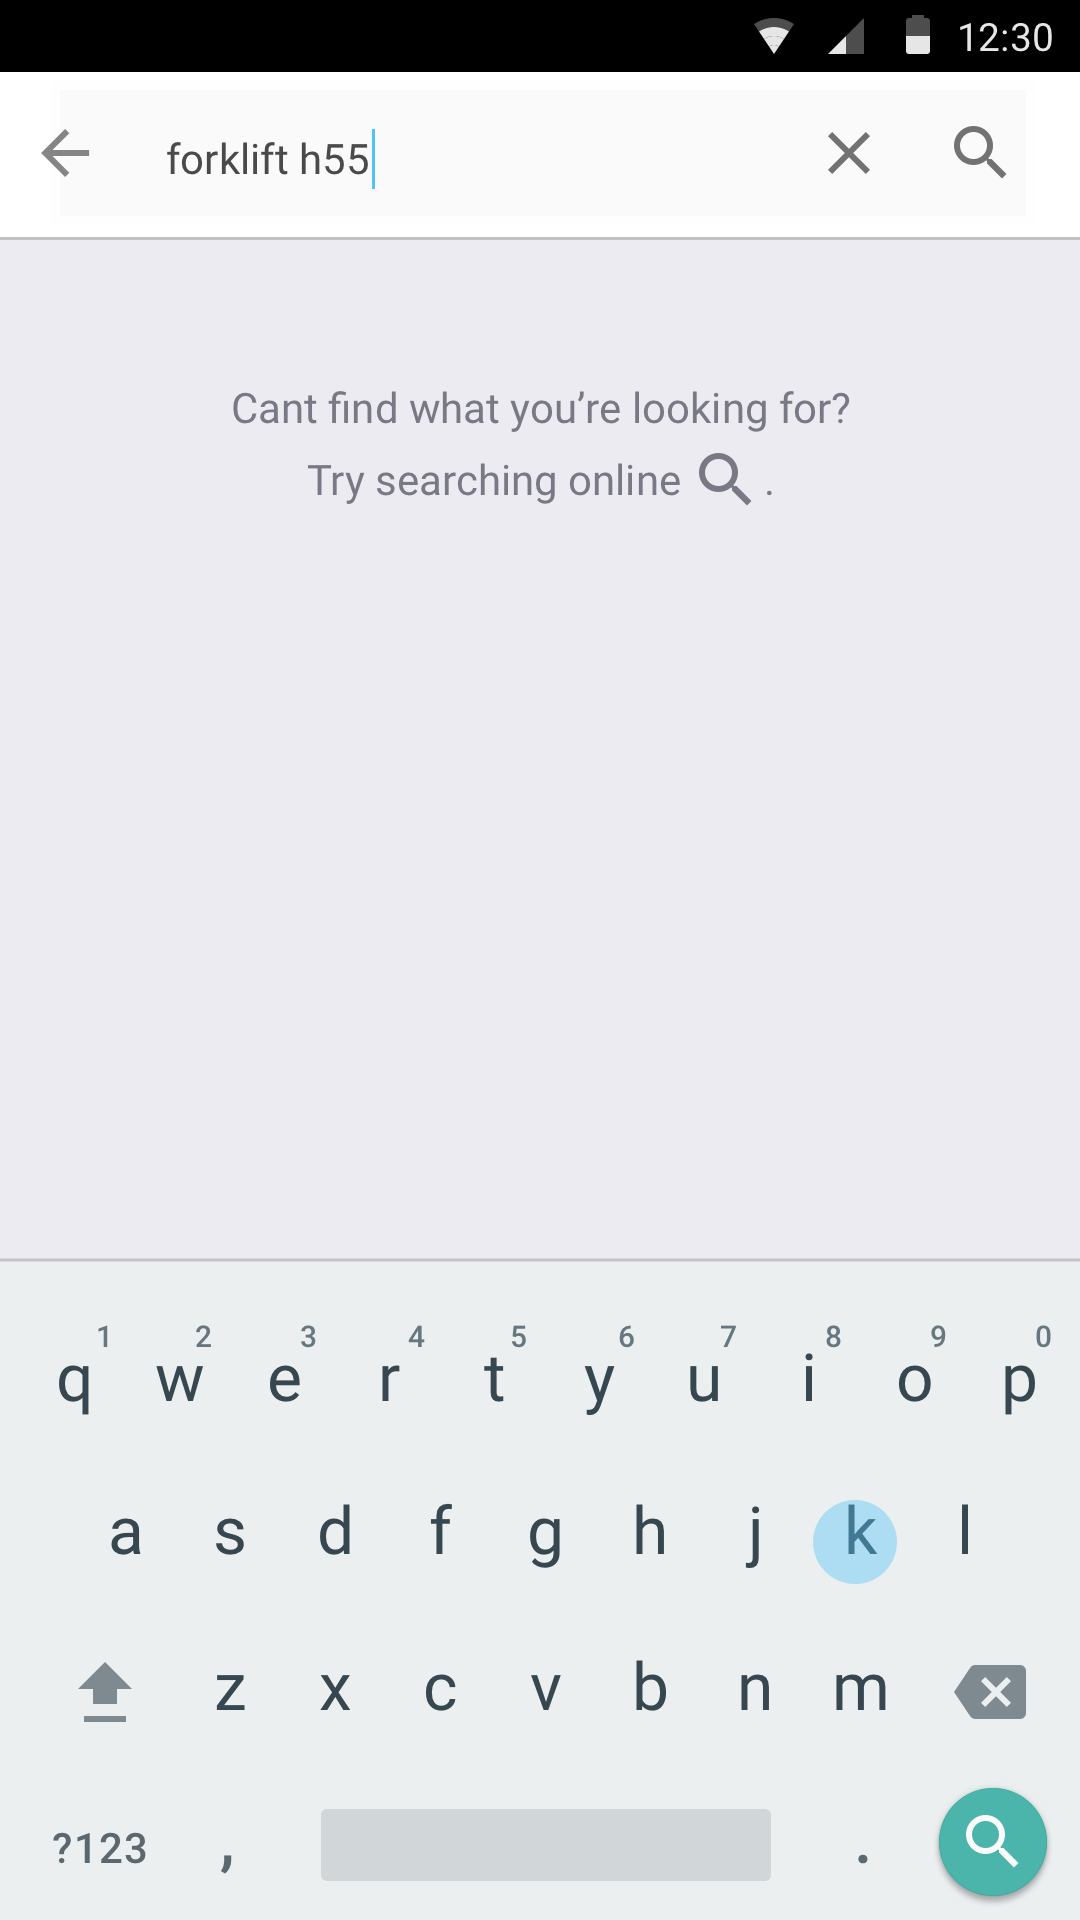 12:30
forklift h55
Cant find what you’re looking for?
Try searching online .
1 2 3 4 5 6 7 8 9 0
q w e r t y u i o p
a s d f g h j k l
z x c v b n m
?123 , .